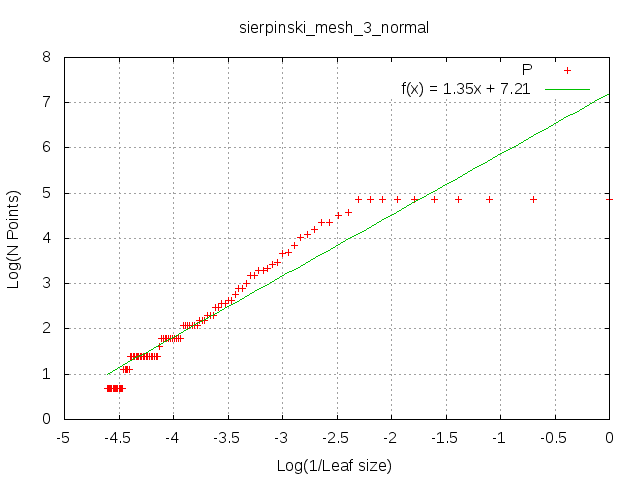 sierpinski_mesh_3_normal
8
7
6
5
4
3
2
1
0
Log(N Points)
P
f(x) = 1.35x + 7.21
-5 -4.5 -4 -3.5 -3 -2.5 -2 -1.5 -1 -0.5 0
Log(1/Leaf size)